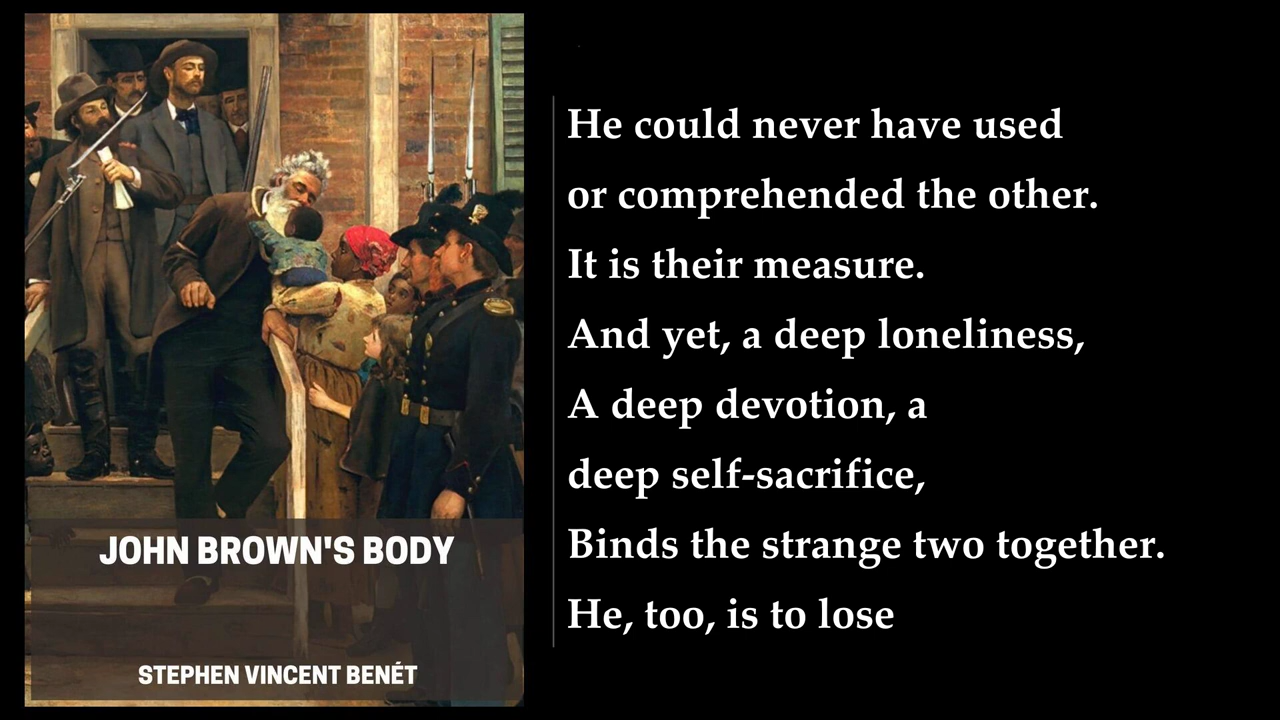 JOHN BROWN'S BODY
STEPHEN VINCENT BENÉT
He could never have used
or comprehended the other.
It is their measure.
And yet, a deep loneliness,
A deep devotion, a
deep self-sacrifice,
Binds the strange two together.
He, too, is to lose